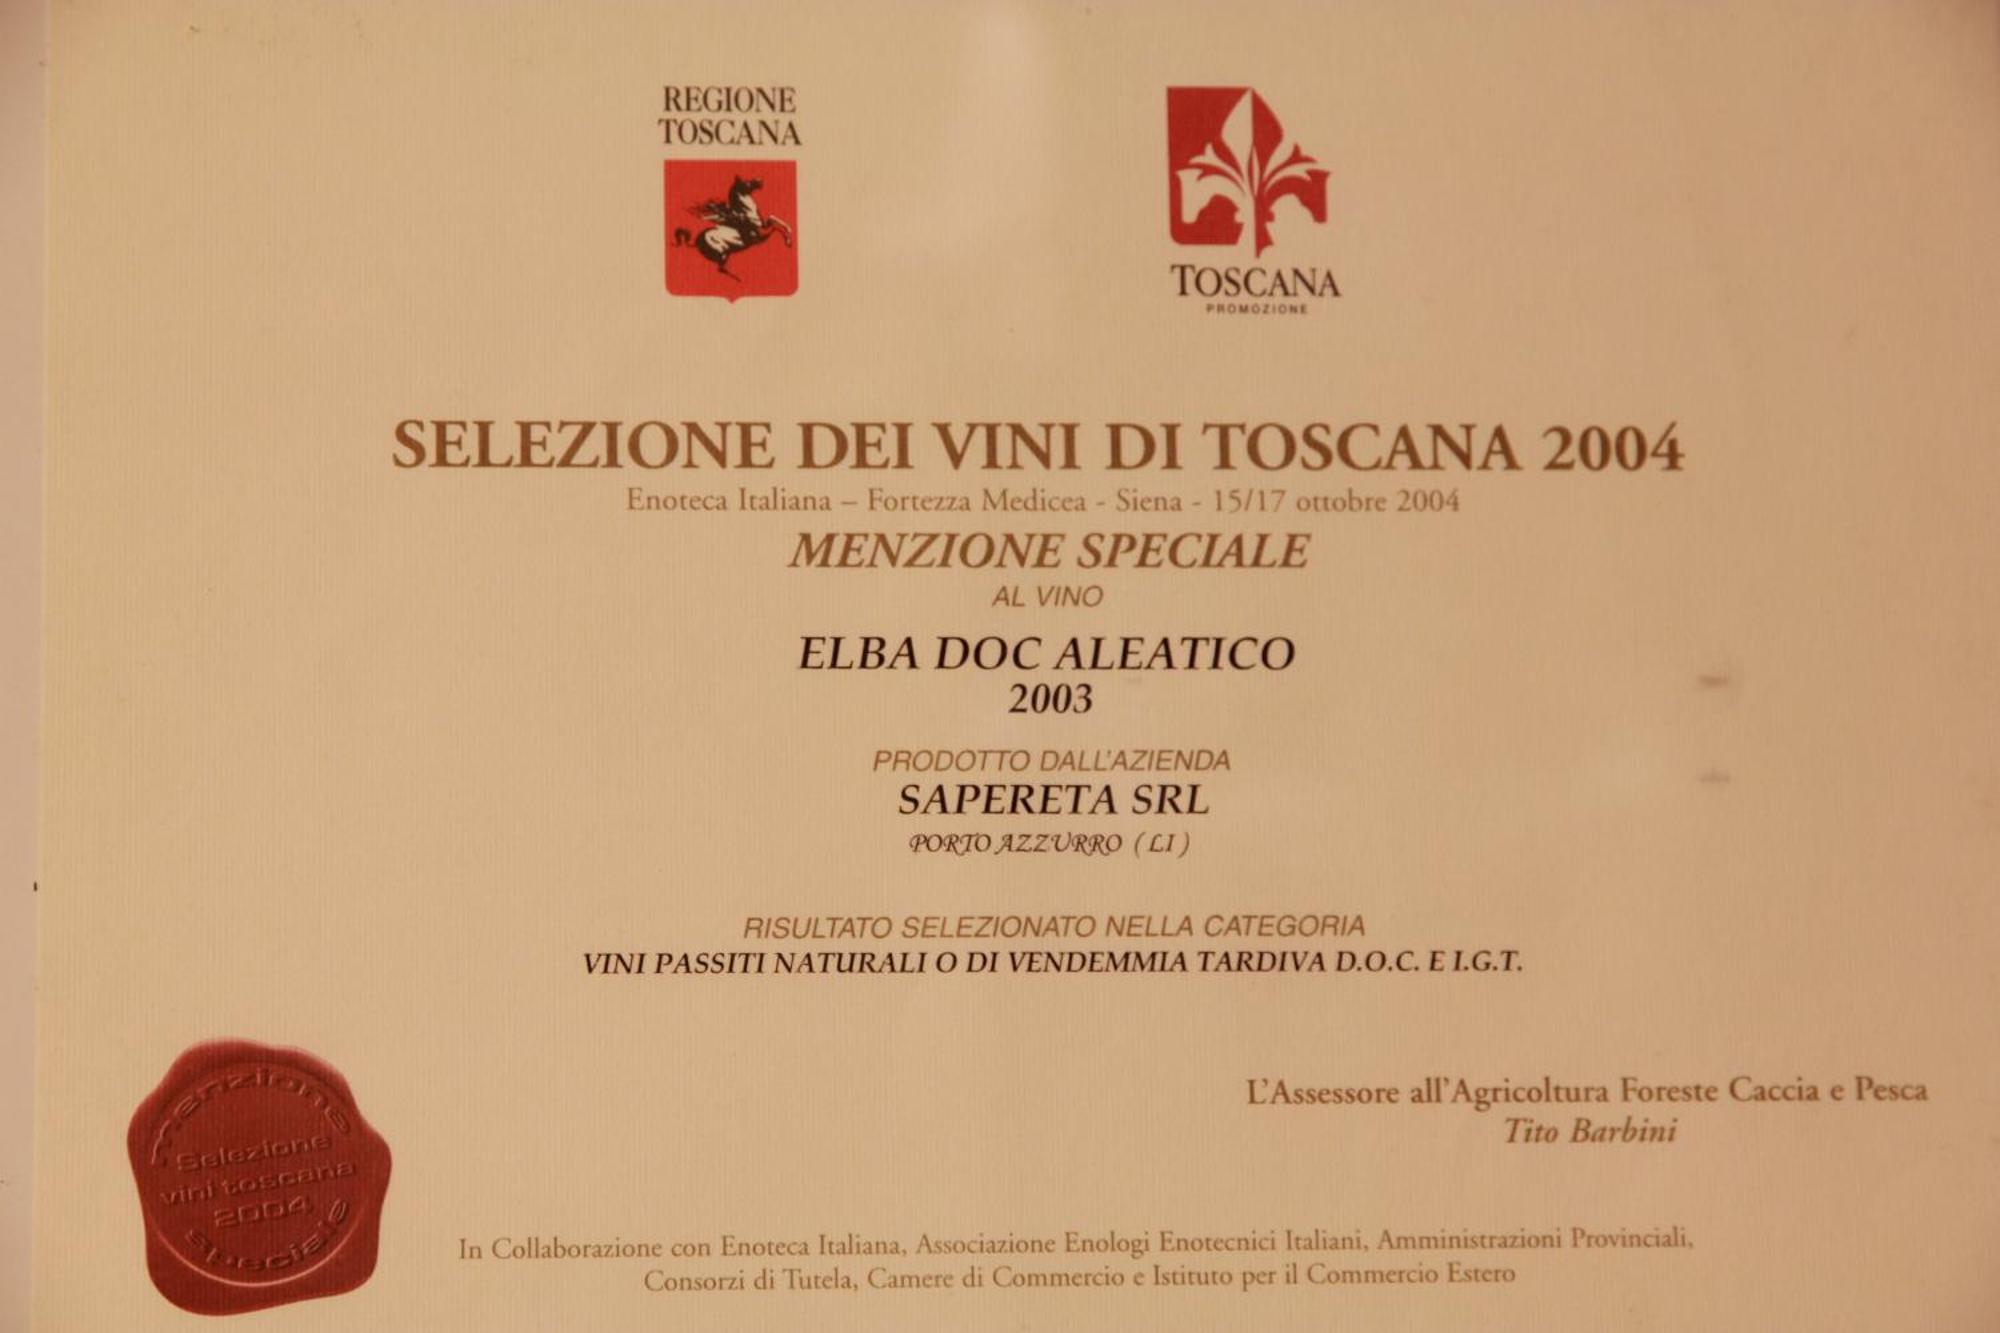 REGIONE
TOSCANA
TOSCANA
PROMOZIONE
SELEZIONE DEI VINI DI TOSCANA 2004
Enoteca Italiana – Fortezza Medicea - Siena - 15/17 ottobre 2004
MENZIONE SPECIALE
AL VINO
ELBA DOC ALEATICO
2003
PRODOTTO DALL'AZIENDA
SAPERETA SRL
PORTO AZZURRO (LI)
RISULTATO SELEZIONATO NELLA CATEGORIA
VINI PASSITI NATURALI O DI VENDEMMIA TARDIVA D.O.C. E I.G.T.
L'Assessore all'Agricoltura Foreste Caccia e Pesca
Tito Barbini
menzione
Selezione
vini toscana
2004
speciale
In Collaborazione con Enoteca Italiana, Associazione Enologi Enotecnici Italiani, Amministrazioni Provinciali,
Consorzi di Tutela, Camere di Commercio e Istituto per il Commercio Estero